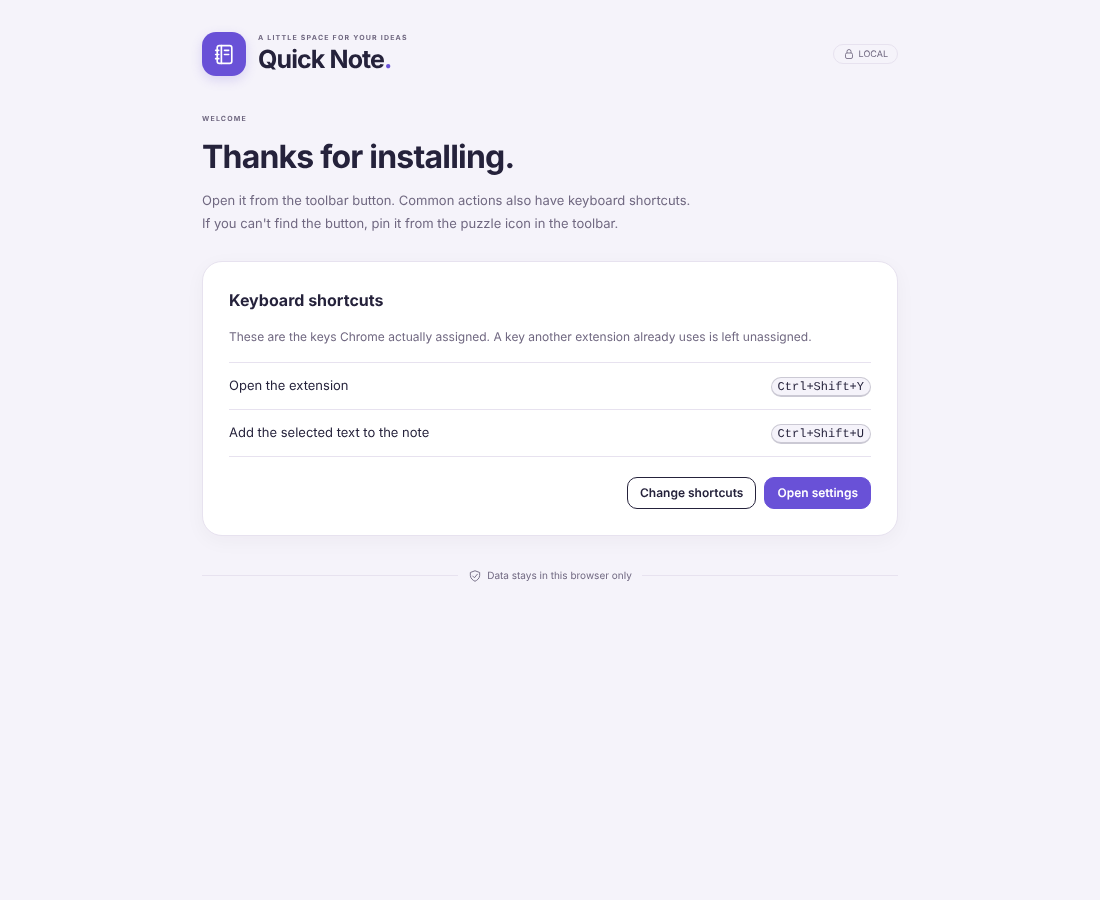 A LITTLE SPACE FOR YOUR IDEAS
Quick Note.
LOCAL
WELCOME
Thanks for installing.
Open it from the toolbar button. Common actions also have keyboard shortcuts.
If you can't find the button, pin it from the puzzle icon in the toolbar.
Keyboard shortcuts
These are the keys Chrome actually assigned. A key another extension already uses is left unassigned.
Open the extension
Ctrl+Shift+Y
Add the selected text to the note
Ctrl+Shift+U
Change shortcuts
Open settings
Data stays in this browser only